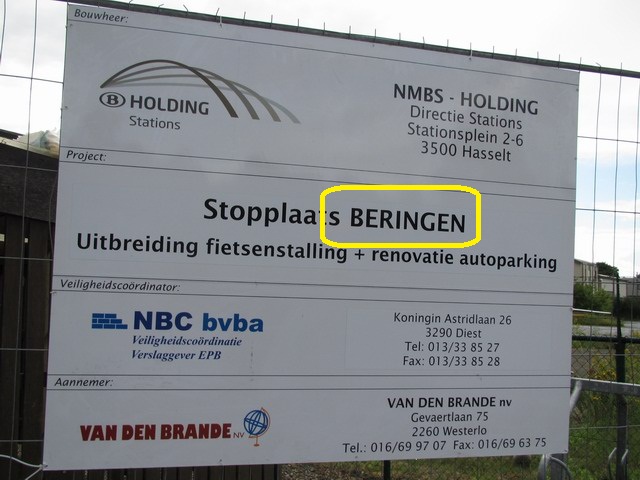 Bouwheer:
B HOLDING
Stations
NMBS - HOLDING
Directie Stations
Stationsplein 2-6
3500 Hasselt
Project:
Stopplaats BERINGEN
Uitbreiding fietsenstalling + renovatie autoparking
Veiligheidscoördinator:
NBC bvba
Veiligheidscoördinatie
Verslaggever EPB
Koningin Astridlaan 26
3290 Diest
Tel: 013/33 85 27
Fax: 013/33 85 28
Aannemer:
VAN DEN BRANDE NV
VAN DEN BRANDE nv
Gevaertlaan 75
2260 Westerlo
Tel.: 016/69 97 07 Fax: 016/69 63 75